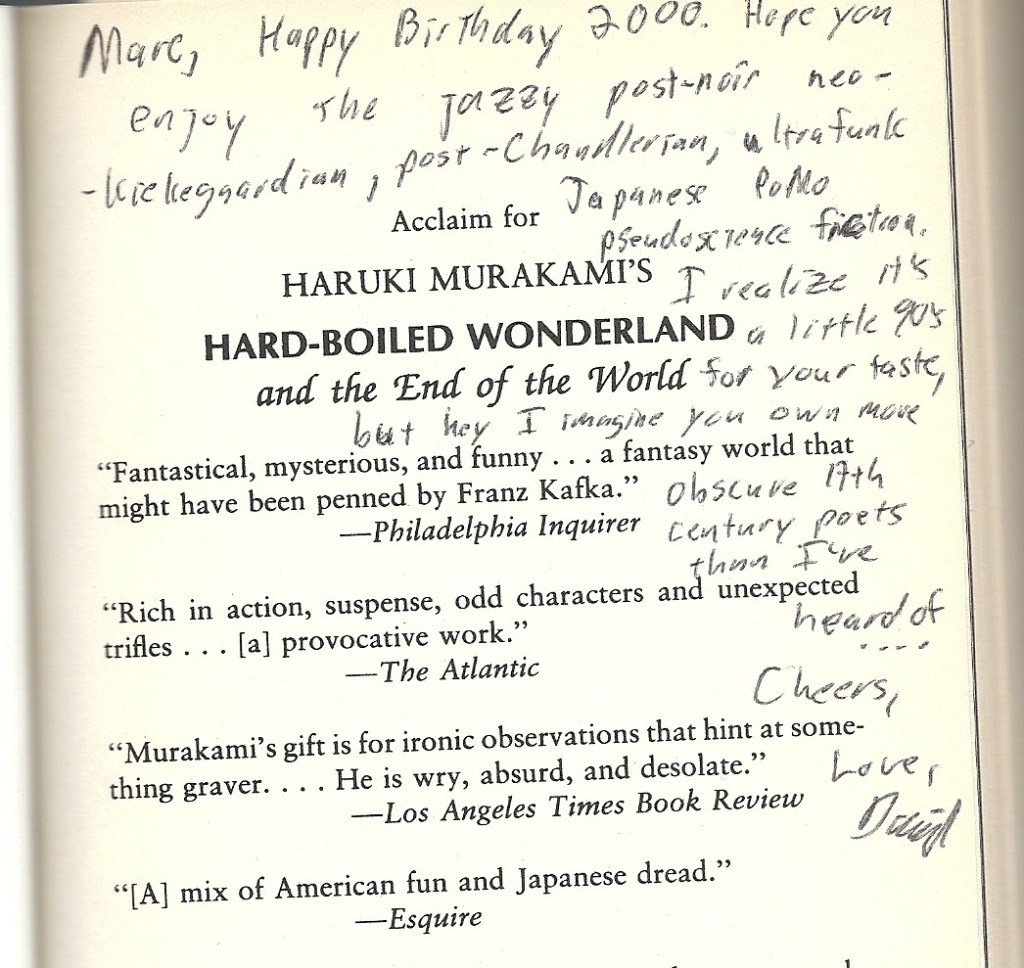 Marc, Happy Birthday 2000. Hope you
enjoy the jazzy post-noir neo-
-Kiekeggardian, post-Chandlerian, ultrafunk
Japanese PoMo
Acclaim for
pseudoscience fiction.
HARUKI MURAKAMI'S
I realize it's
HARD-BOILED WONDERLAND
a little 90's
and the End of the World
for your taste,
but hey I imagine you own more
“Fantastical, mysterious, and funny . . . a fantasy world that
might have been penned by Franz Kafka.”
obscure 17th
—Philadelphia Inquirer
century poets
than I've
“Rich in action, suspense, odd characters and unexpected
heard of
trifles . . . [a] provocative work.”
....
—The Atlantic
Cheers,
“Murakami's gift is for ironic observations that hint at some-
thing graver. . . . He is wry, absurd, and desolate.”
Love,
—Los Angeles Times Book Review
David
“[A] mix of American fun and Japanese dread.”
—Esquire